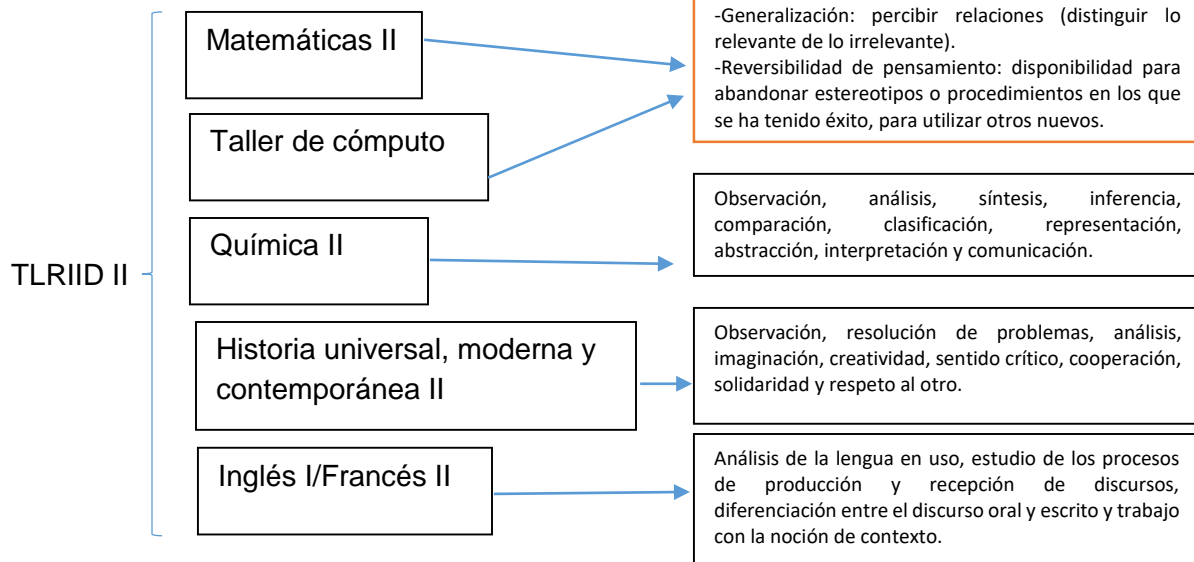 Matemáticas II
-Generalización: percibir relaciones (distinguir lo
relevante de lo irrelevante).
-Reversibilidad de pensamiento: disponibilidad para
abandonar estereotipos o procedimientos en los que
se ha tenido éxito, para utilizar otros nuevos.
Taller de cómputo
TLRIID II
Química II
Observación, análisis, síntesis, inferencia,
comparación, clasificación, representación,
abstracción, interpretación y comunicación.
Historia universal, moderna y
contemporánea II
Observación, resolución de problemas, análisis,
imaginación, creatividad, sentido crítico, cooperación,
solidaridad y respeto al otro.
Inglés I/Francés II
Análisis de la lengua en uso, estudio de los procesos
de producción y recepción de discursos,
diferenciación entre el discurso oral y escrito y trabajo
con la noción de contexto.